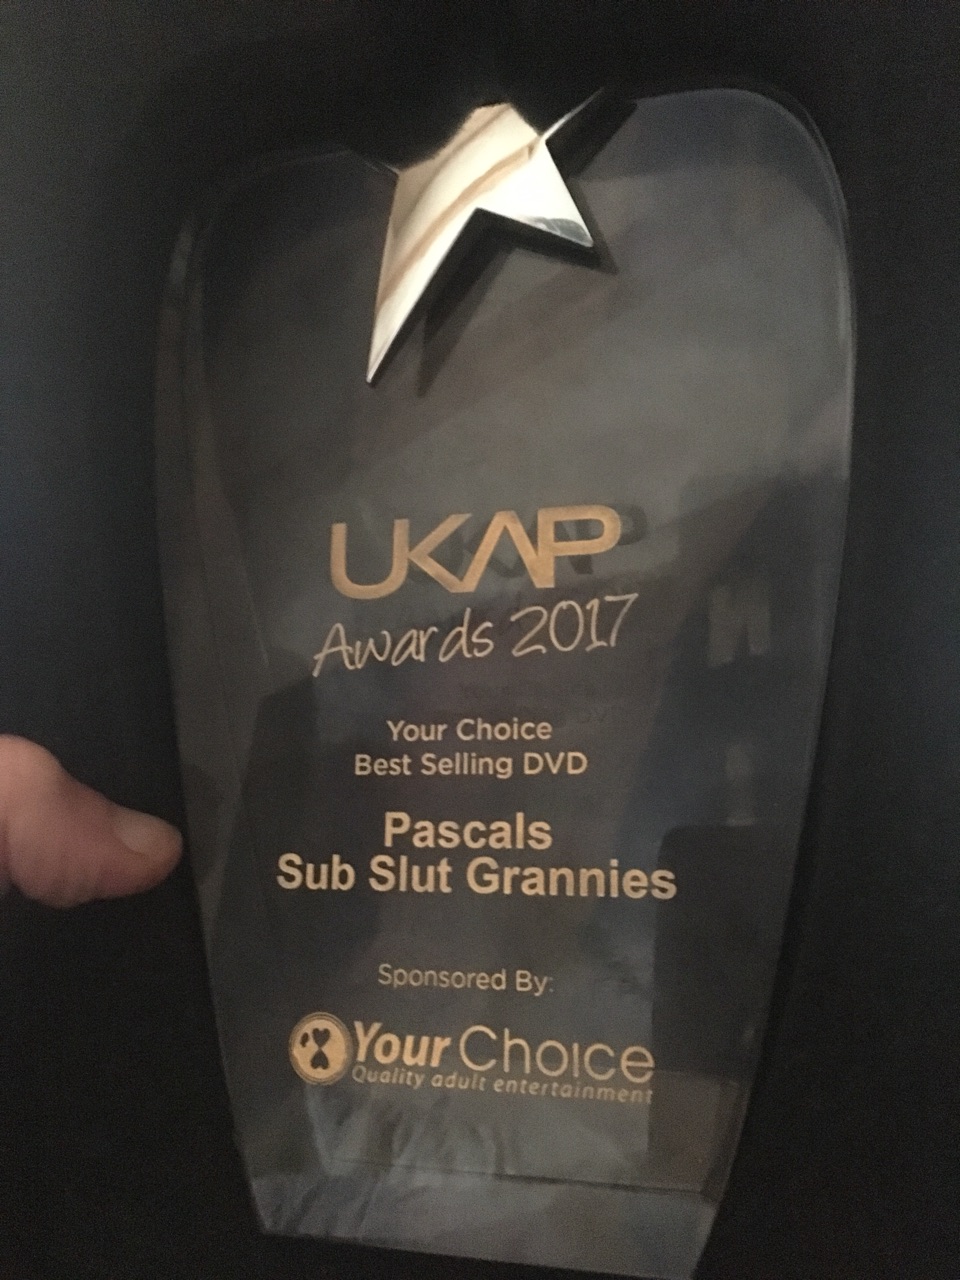 UKAP
Awards 2017
Your Choice
Best Selling DVD
Pascals
Sub Slut Grannies
Sponsored By:
Your Choice
Quality adult entertainment